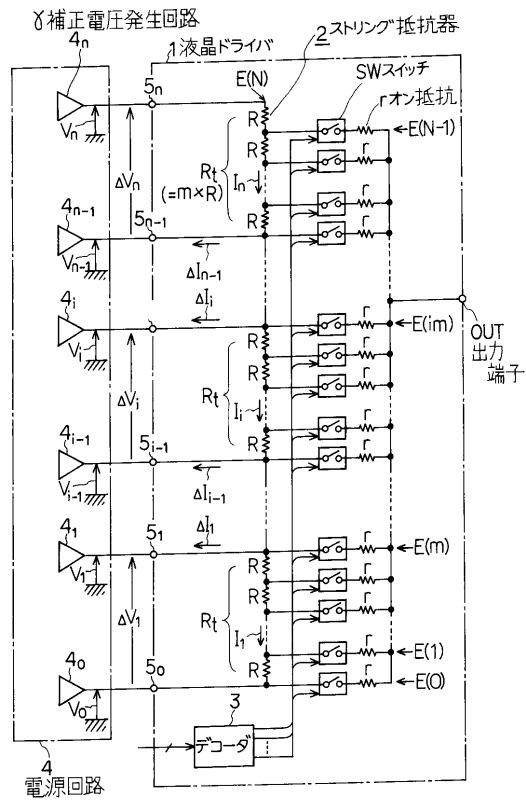 γ補正電圧発生回路
1 液晶ドライバ
2 ストリング抵抗器
SWスイッチ
rオン抵抗
4n
5n
E(N)
Vn
ΔVn
R
R
Rt
(=m×R)
In
R
r
E(N-1)
r
r
r
4n-1
5n-1
Vn-1
ΔIn-1
4i
ΔIi
Vi
ΔVi
R
R
Rt
Ii
R
r
E(im)
r
r
r
r
OUT
出力
端子
4i-1
5i-1
Vi-1
ΔIi-1
41
51
ΔI1
V1
ΔV1
R
R
Rt
I1
R
r
E(m)
r
r
r
E(1)
r
E(0)
40
50
V0
3
デコーダ
4
電源回路